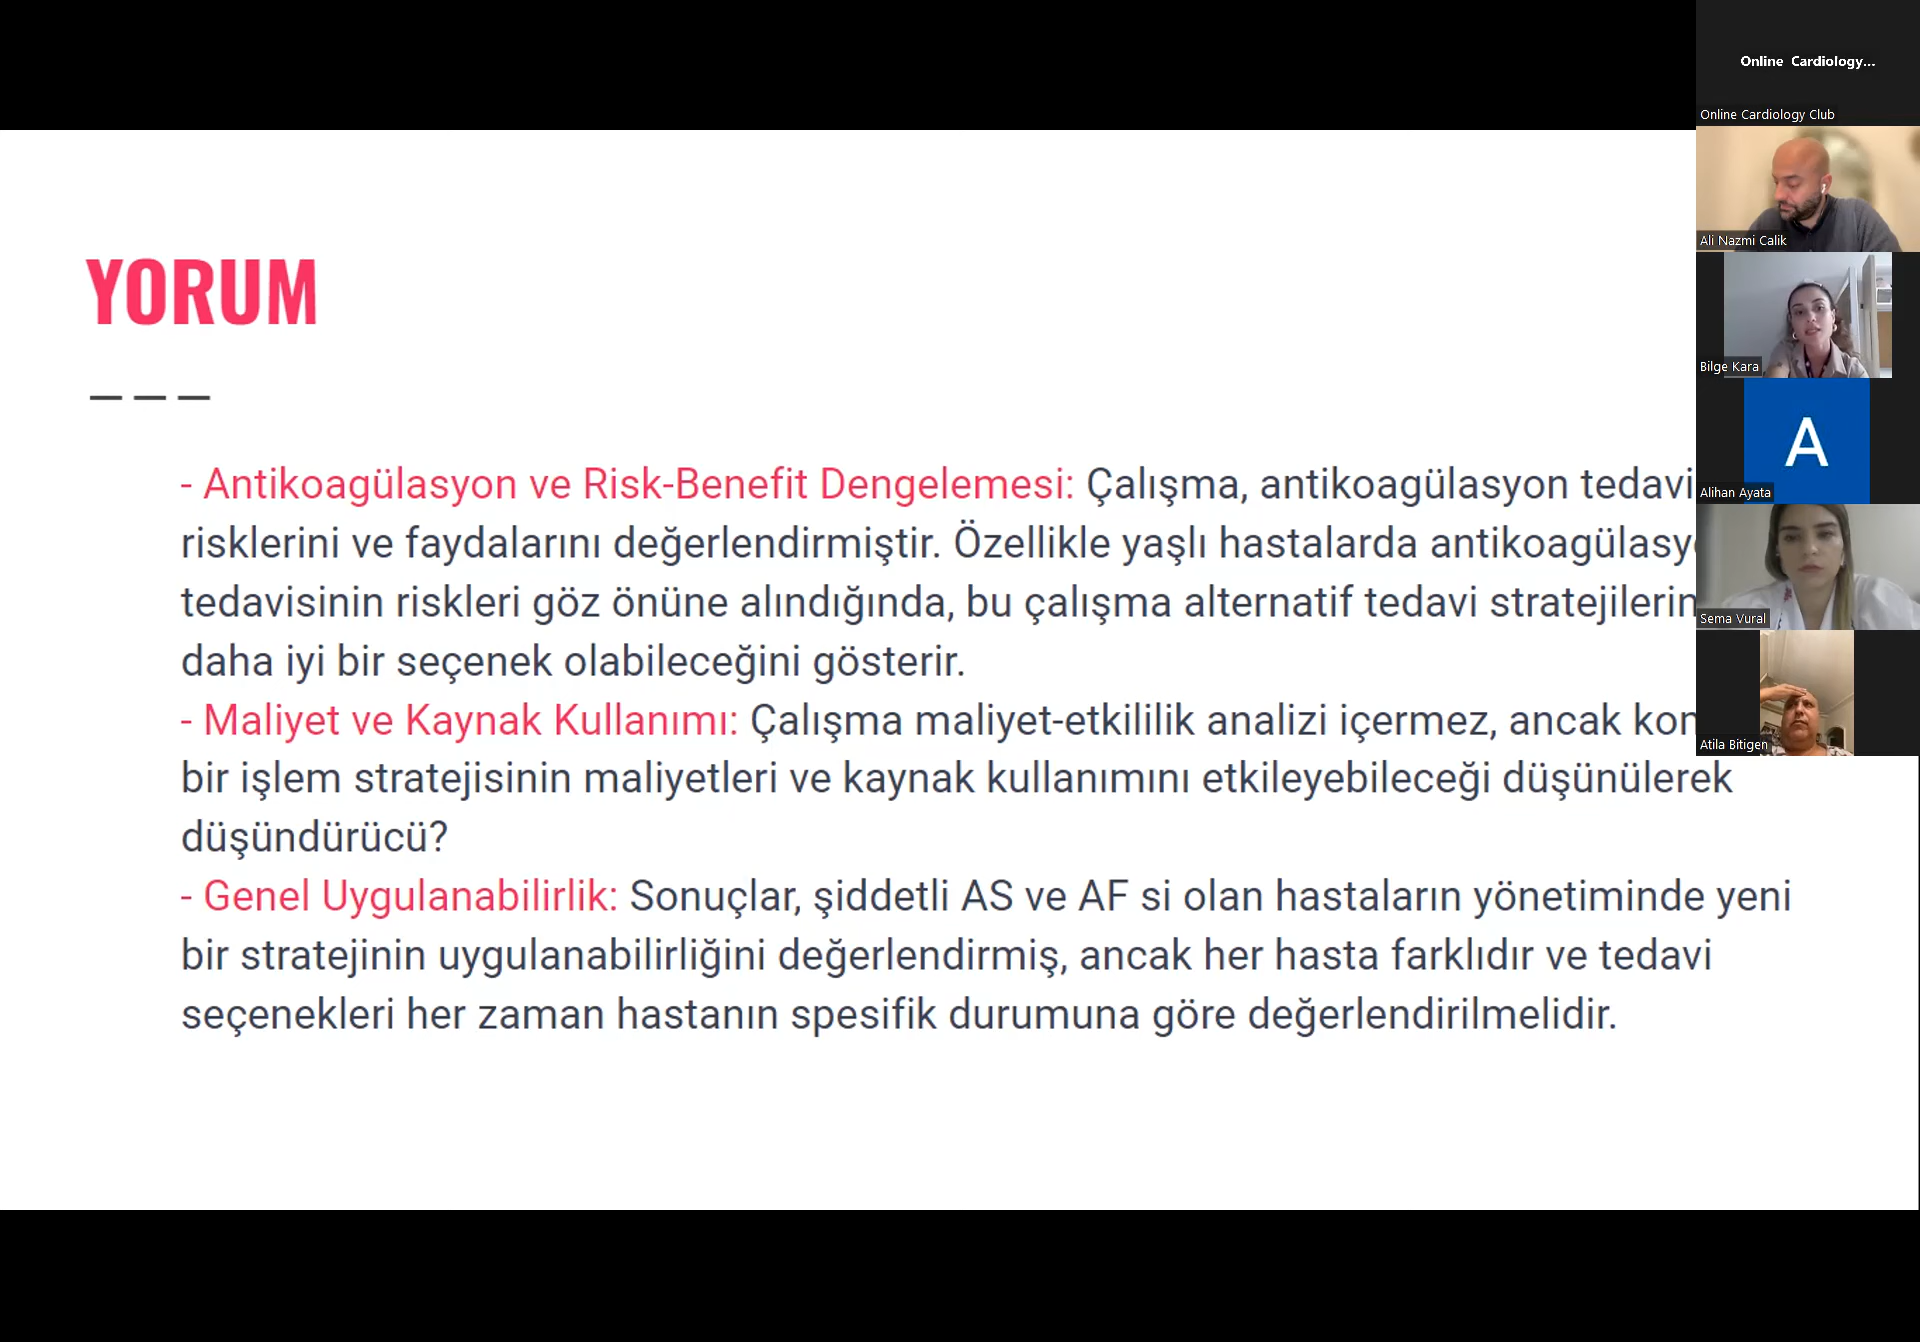 Online Cardiology...
Online Cardiology Club
Ali Nazmi Calik
Bilge Kara
A
Alihan Ayata
Sema Vural
Atila Bitigen
YORUM
- Antikoagülasyon ve Risk-Benefit Dengelemesi: Çalışma, antikoagülasyon
risklerini ve faydalarını değerlendirmiştir. Özellikle yaşlı hastalarda
tedavisinin riskleri göz önüne alındığında, bu çalışma alternatif tedavi
daha iyi bir seçenek olabileceğini gösterir.
- Maliyet ve Kaynak Kullanımı: Çalışma maliyet-etkililik analizi içermez, ancak
bir işlem stratejisinin maliyetleri ve kaynak kullanımını etkileyebileceği düşünülerek
düşündürücü?
- Genel Uygulanabilirlik: Sonuçlar, şiddetli AS ve AF si olan hastaların yönetiminde yeni
bir stratejinin uygulanabilirliğini değerlendirmiş, ancak her hasta farklıdır ve tedavi
seçenekleri her zaman hastanın spesifik durumuna göre değerlendirilmelidir.